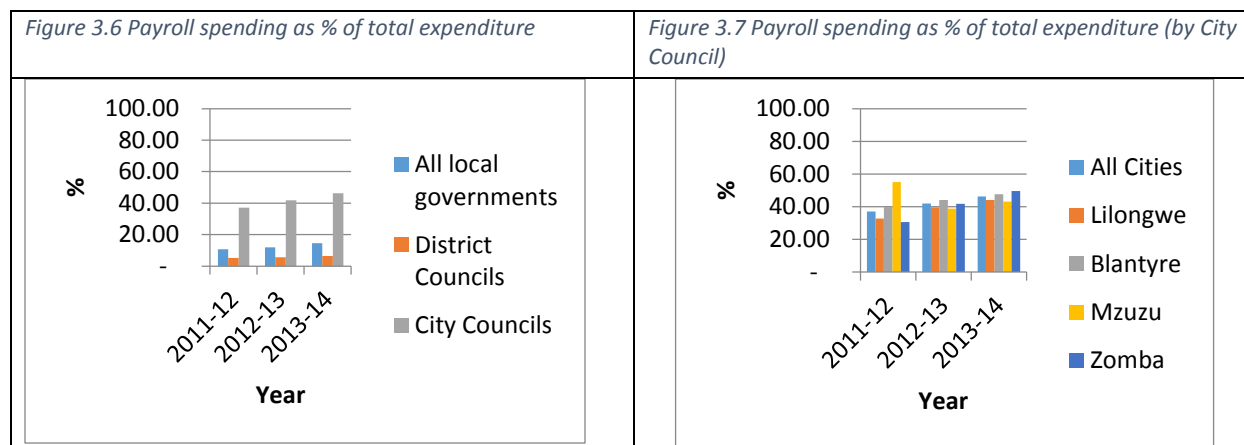 Figure 3.6 Payroll spending as % of total expenditure
100.00
80.00
60.00
40.00
20.00
-
%
2011-12
2012-13
2013-14
Year
All local
governments
District
Councils
City Councils
Figure 3.7 Payroll spending as % of total expenditure (by City
Council)
100.00
80.00
60.00
40.00
20.00
-
%
2011-12
2012-13
2013-14
Year
All Cities
Lilongwe
Blantyre
Mzuzu
Zomba